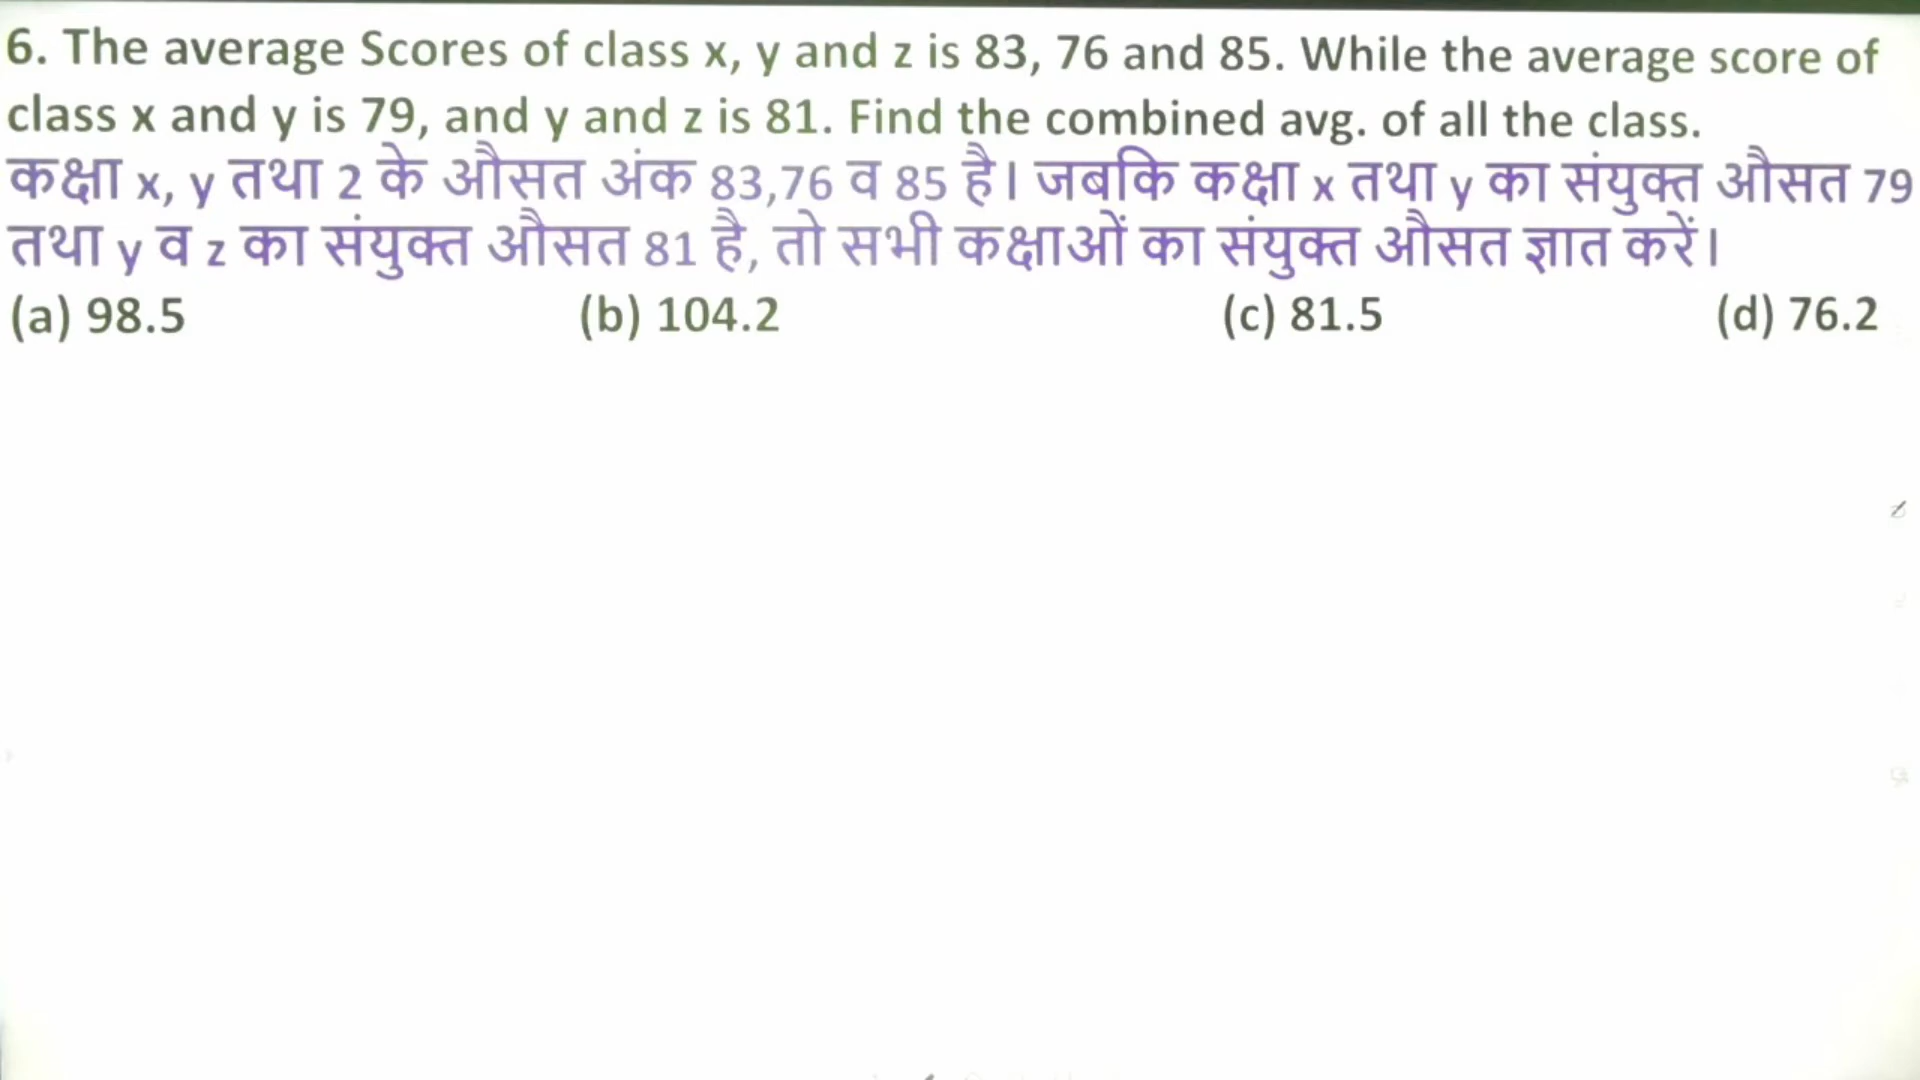 6. The average Scores of class x, y and z is 83, 76 and 85. While the average score of
class x and y is 79, and y and z is 81. Find the combined avg. of all the class.
कक्षा x, y तथा 2 के औसत अंक 83,76 व 85 है। जबकि कक्षा x तथा y का संयुक्त औसत 79
तथा y व z का संयुक्त औसत 81 है, तो सभी कक्षाओं का संयुक्त औसत ज्ञात करें।
(a) 98.5 (b) 104.2 (c) 81.5 (d) 76.2